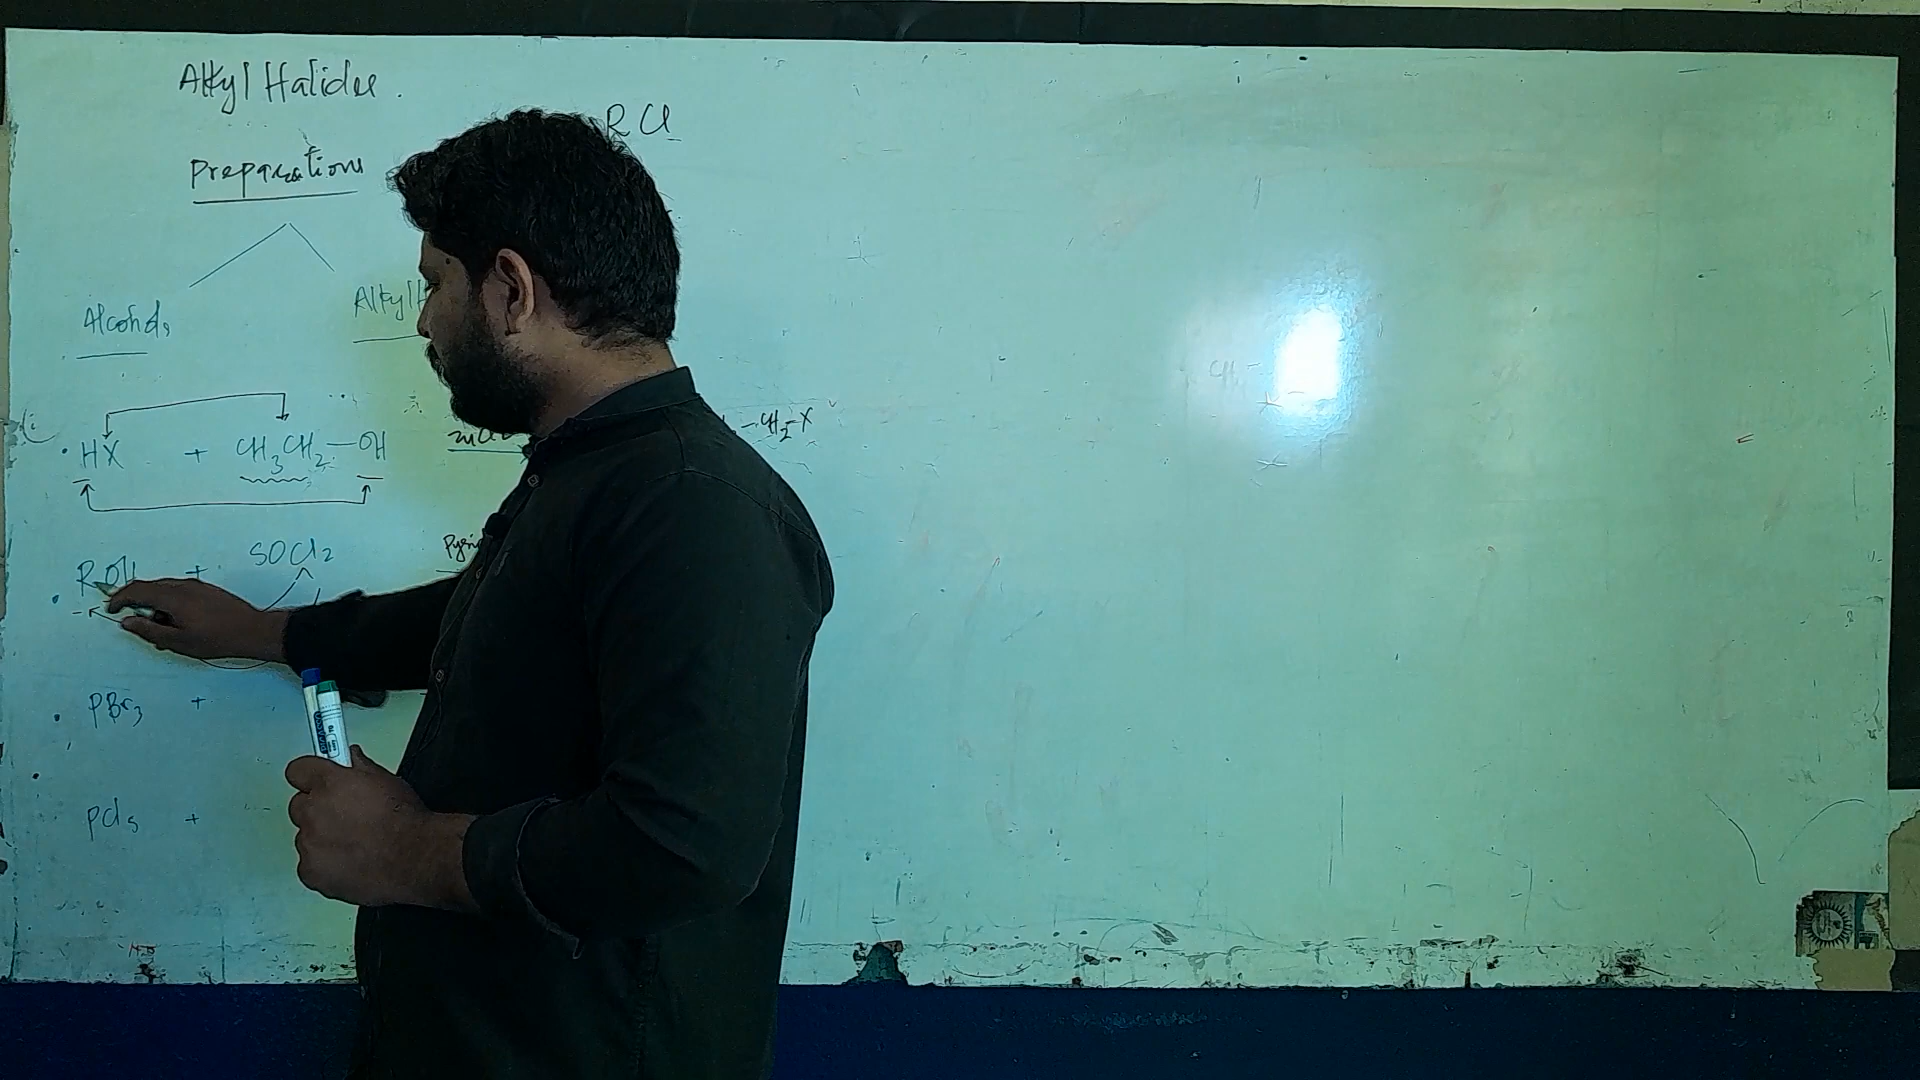 Alkyl Halides.
RCl
Preparations
Alcohols
Alkyl H
HX + CH3CH2-OH
-CH2-X
ROH + SOCl2
PBr3 +
PCl5 +